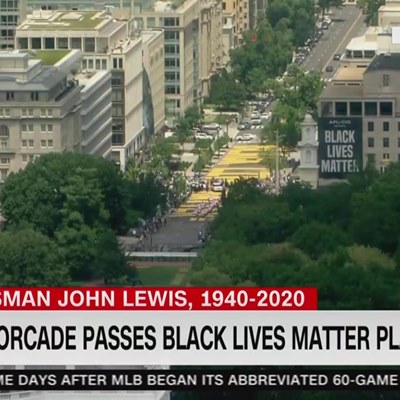 BLACK
LIVES
MATTER
SMAN JOHN LEWIS, 1940-2020
ORCADE PASSES BLACK LIVES MATTER PL
ME DAYS AFTER MLB BEGAN ITS ABBREVIATED 60-GAME